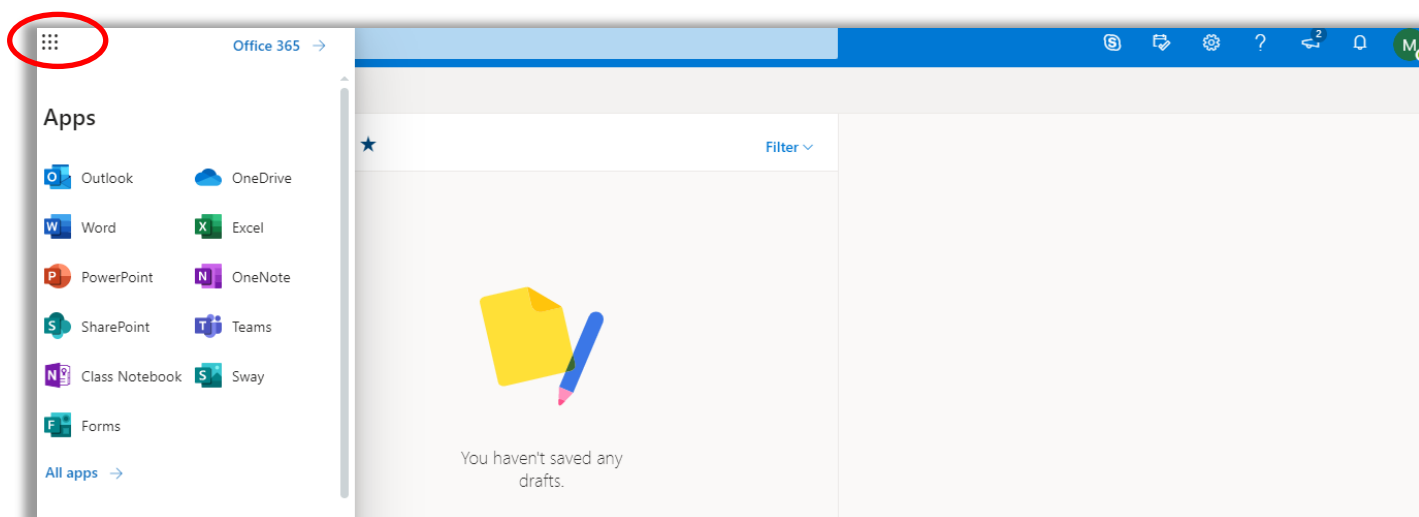 Office 365 →
2
M
Apps
Filter
Outlook
OneDrive
Word
Excel
PowerPoint
OneNote
SharePoint
Teams
Class Notebook
Sway
Forms
All apps →
You haven't saved any
drafts.